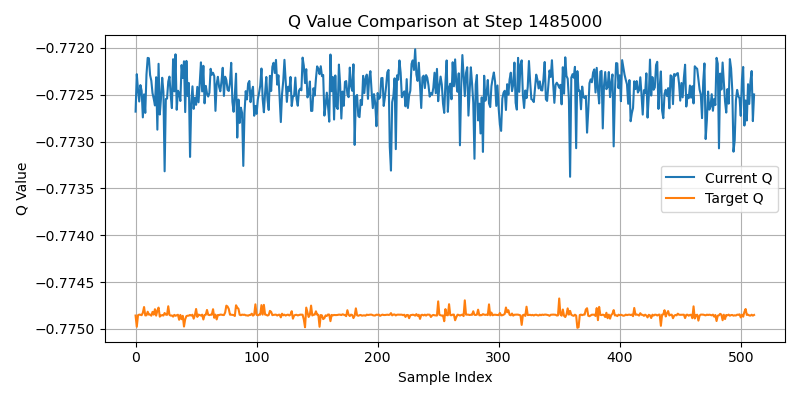 Q Value Comparison at Step 1485000
−0.7720
−0.7725
−0.7730
−0.7735
−0.7740
−0.7745
−0.7750
Q Value
Current Q
Target Q
0 100 200 300 400 500
Sample Index